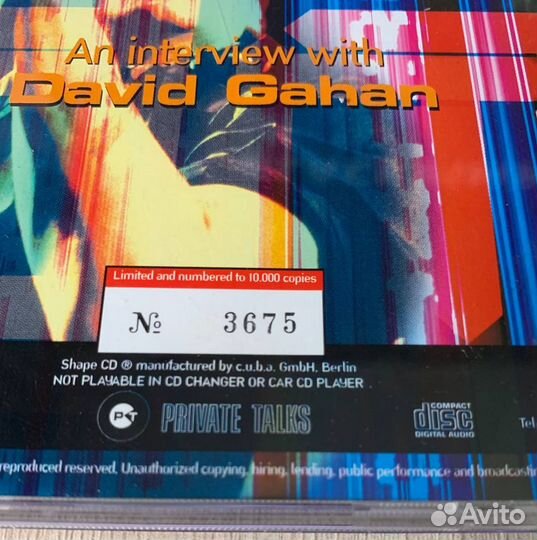 An interview with
David Gahan
Limited and numbered to 10.000 copies
№ 3675
Shape CD ® manufactured by c.u.b.a. GmbH, Berlin
NOT PLAYABLE IN CD CHANGER OR CAR CD PLAYER
PT PRIVATE TALKS
COMPACT
disc
DIGITAL AUDIO
Tel
reproduced reserved. Unauthorized copying, hiring, lending, public performance and broadcasting
Avito